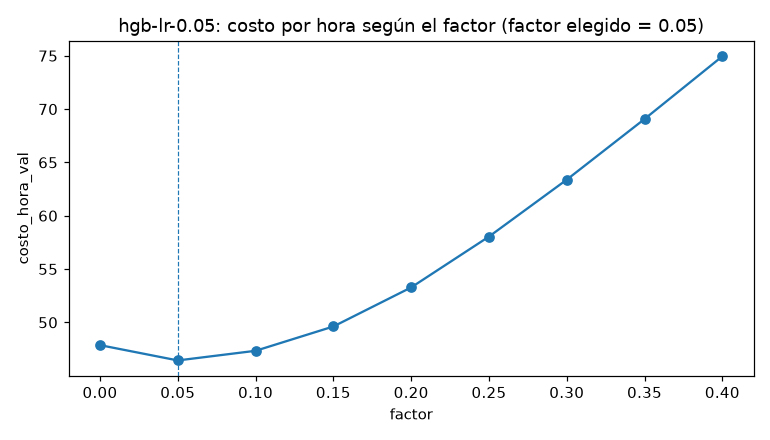 hgb-lr-0.05: costo por hora según el factor (factor elegido = 0.05)
costo_hora_val
75
70
65
60
55
50
0.00 0.05 0.10 0.15 0.20 0.25 0.30 0.35 0.40
factor